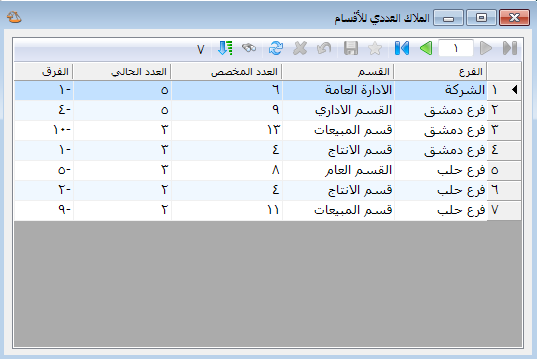 الملاك العددي للأقسام
١ ٧
الفرع القسم العدد المخصص العدد الحالي الفرق
١ الشركة الادارة العامة ٦ ٥ -١
٢ فرع دمشق القسم الاداري ٩ ٥ -٤
٣ فرع دمشق قسم المبيعات ١٣ ٣ -١٠
٤ فرع دمشق قسم الانتاج ٤ ٣ -١
٥ فرع حلب القسم العام ٨ ٣ -٥
٦ فرع حلب قسم الانتاج ٤ ٢ -٢
٧ فرع حلب قسم المبيعات ١١ ٢ -٩